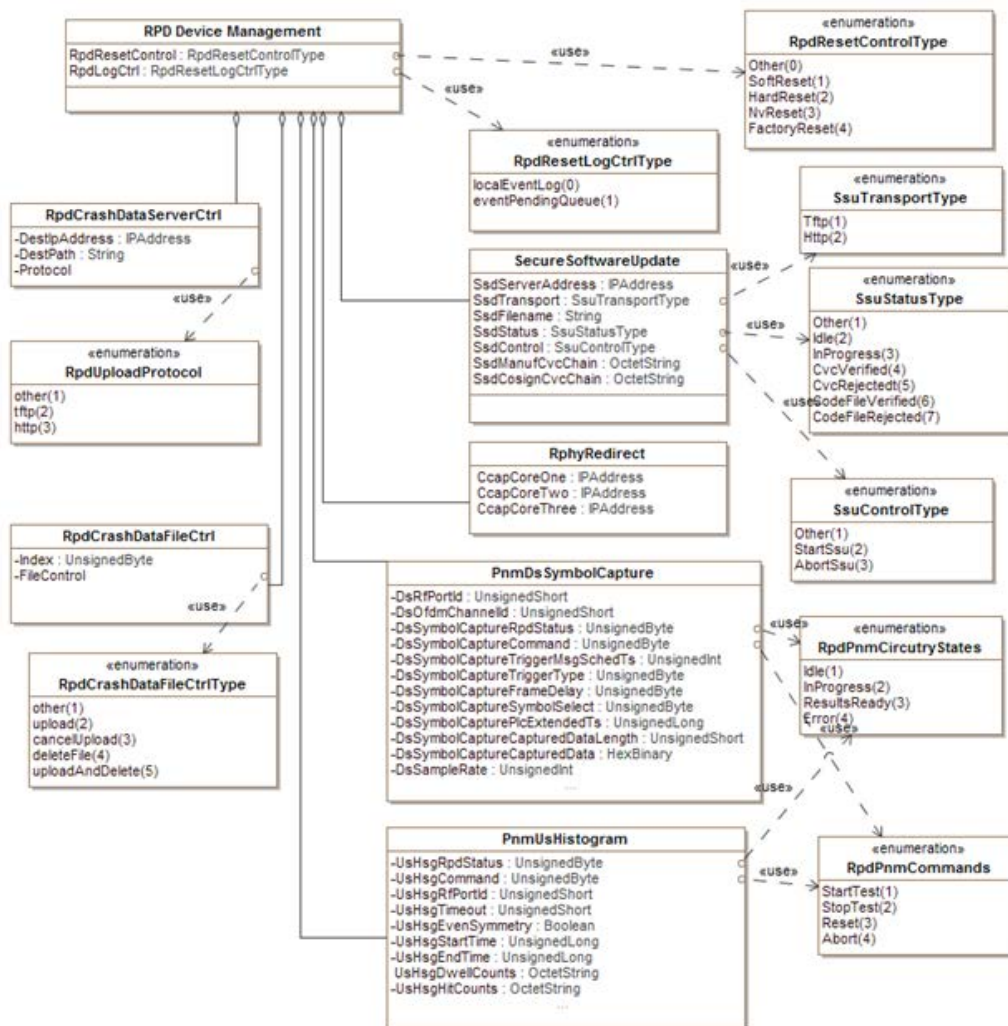 RPD Device Management
RpdResetControl : RpdResetControlType
RpdLogCtrl : RpdResetLogCtrlType
«use»
«use»
«enumeration»
RpdResetControlType
Other(0)
SoftReset(1)
HardReset(2)
NvReset(3)
FactoryReset(4)
«enumeration»
RpdResetLogCtrlType
localEventLog(0)
eventPendingQueue(1)
«enumeration»
SsuTransportType
Tftp(1)
Http(2)
RpdCrashDataServerCtrl
-DestIpAddress : IPAddress
-DestPath : String
-Protocol
«use»
SecureSoftwareUpdate
SsdServerAddress : IPAddress
SsdTransport : SsuTransportType
SsdFilename : String
SsdStatus : SsuStatusType
SsdControl : SsuControlType
SsdManufCvcChain : OctetString
SsdCosignCvcChain : OctetString
«use»
«use»
«use»
«enumeration»
SsuStatusType
Other(1)
Idle(2)
InProgress(3)
CvcVerified(4)
CvcRejectedt(5)
CodeFileVerified(6)
CodeFileRejected(7)
«enumeration»
RpdUploadProtocol
other(1)
tftp(2)
http(3)
RphyRedirect
CcapCoreOne : IPAddress
CcapCoreTwo : IPAddress
CcapCoreThree : IPAddress
«enumeration»
SsuControlType
Other(1)
StartSsu(2)
AbortSsu(3)
RpdCrashDataFileCtrl
-Index : UnsignedByte
-FileControl
«use»
«enumeration»
RpdCrashDataFileCtrlType
other(1)
upload(2)
cancelUpload(3)
deleteFile(4)
uploadAndDelete(5)
PnmDsSymbolCapture
-DsRfPortId : UnsignedShort
-DsOfdmChannelId : UnsignedShort
-DsSymbolCaptureRpdStatus : UnsignedByte
-DsSymbolCaptureCommand : UnsignedByte
-DsSymbolCaptureTriggerMsgSchedTs : UnsignedInt
-DsSymbolCaptureTriggerType : UnsignedByte
-DsSymbolCaptureFrameDelay : UnsignedByte
-DsSymbolCaptureSymbolSelect : UnsignedByte
-DsSymbolCapturePlcExtendedTs : UnsignedLong
-DsSymbolCaptureCapturedDataLength : UnsignedShort
-DsSymbolCaptureCapturedData : HexBinary
-DsSampleRate : UnsignedInt
...
«use»
«use»
«use»
«enumeration»
RpdPnmCircutryStates
Idle(1)
InProgress(2)
ResultsReady(3)
Error(4)
PnmUsHistogram
-UsHsgRpdStatus : UnsignedByte
-UsHsgCommand : UnsignedByte
-UsHsgRfPortId : UnsignedShort
-UsHsgTimeout : UnsignedShort
-UsHsgEvenSymmetry : Boolean
-UsHsgStartTime : UnsignedLong
-UsHsgEndTime : UnsignedLong
UsHsgDwellCounts : OctetString
-UsHsgHitCounts : OctetString
...
«use»
«enumeration»
RpdPnmCommands
StartTest(1)
StopTest(2)
Reset(3)
Abort(4)